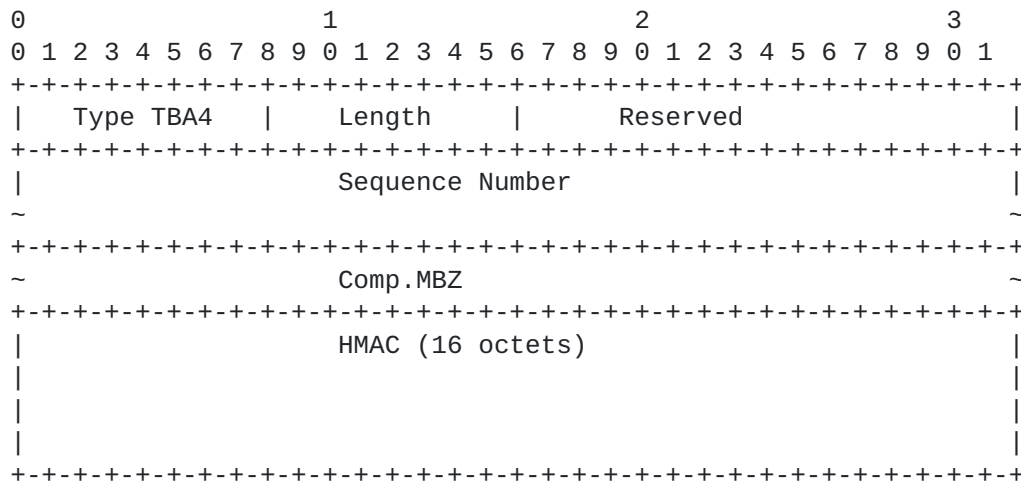 0                   1                   2                   3
0 1 2 3 4 5 6 7 8 9 0 1 2 3 4 5 6 7 8 9 0 1 2 3 4 5 6 7 8 9 0 1
+-+-+-+-+-+-+-+-+-+-+-+-+-+-+-+-+-+-+-+-+-+-+-+-+-+-+-+-+-+-+-+-+
|   Type TBA4   |    Length     |      Reserved                 |
+-+-+-+-+-+-+-+-+-+-+-+-+-+-+-+-+-+-+-+-+-+-+-+-+-+-+-+-+-+-+-+-+
|                    Sequence Number                            |
~                                                               ~
+-+-+-+-+-+-+-+-+-+-+-+-+-+-+-+-+-+-+-+-+-+-+-+-+-+-+-+-+-+-+-+-+
~                    Comp.MBZ                                   ~
+-+-+-+-+-+-+-+-+-+-+-+-+-+-+-+-+-+-+-+-+-+-+-+-+-+-+-+-+-+-+-+-+
|                    HMAC (16 octets)                           |
|                                                               |
|                                                               |
|                                                               |
+-+-+-+-+-+-+-+-+-+-+-+-+-+-+-+-+-+-+-+-+-+-+-+-+-+-+-+-+-+-+-+-+